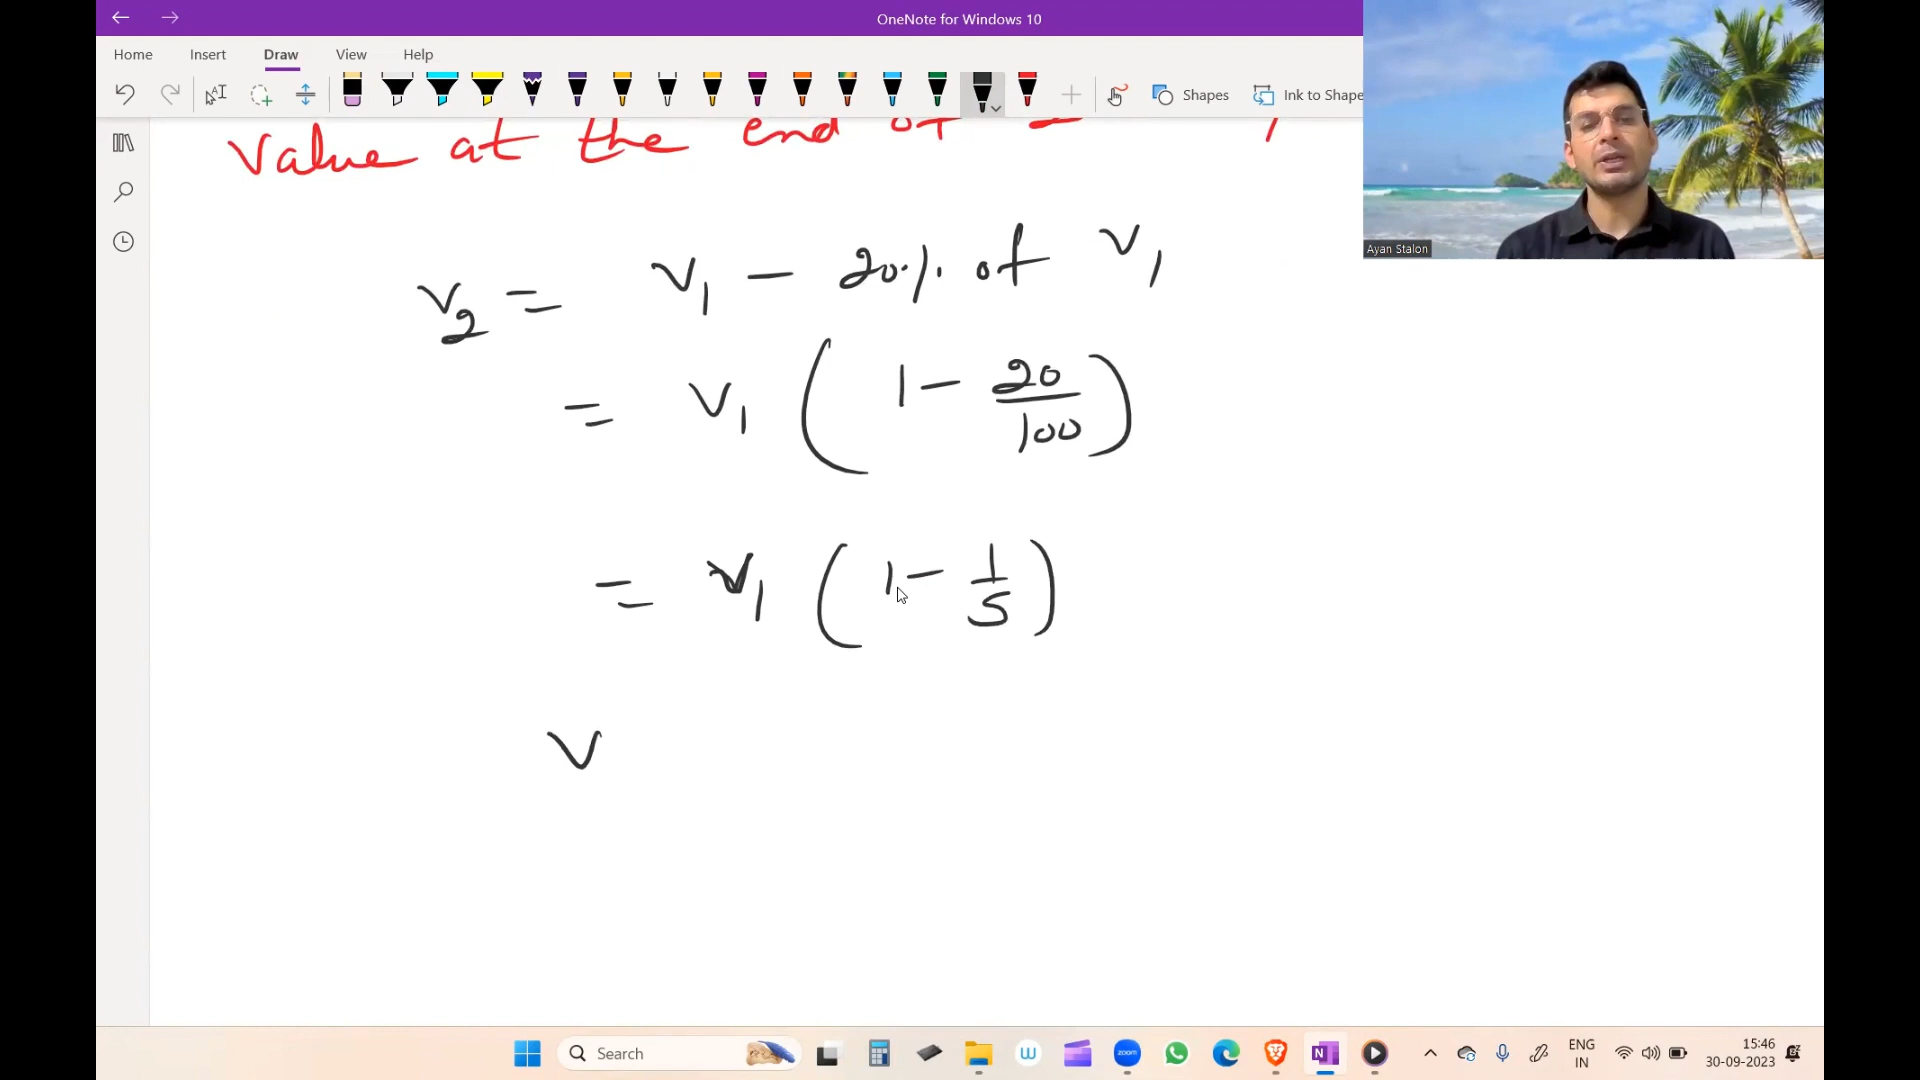 OneNote for Windows 10
Home Insert Draw View Help
Shapes Ink to Shape
Ayan Stalon
Value at the end of
V2 = V1 - 20% of V1
= V1 ( 1 - 20/100 )
= V1 ( 1 - 1/5 )
V
Search
ENG
IN
15:46
30-09-2023